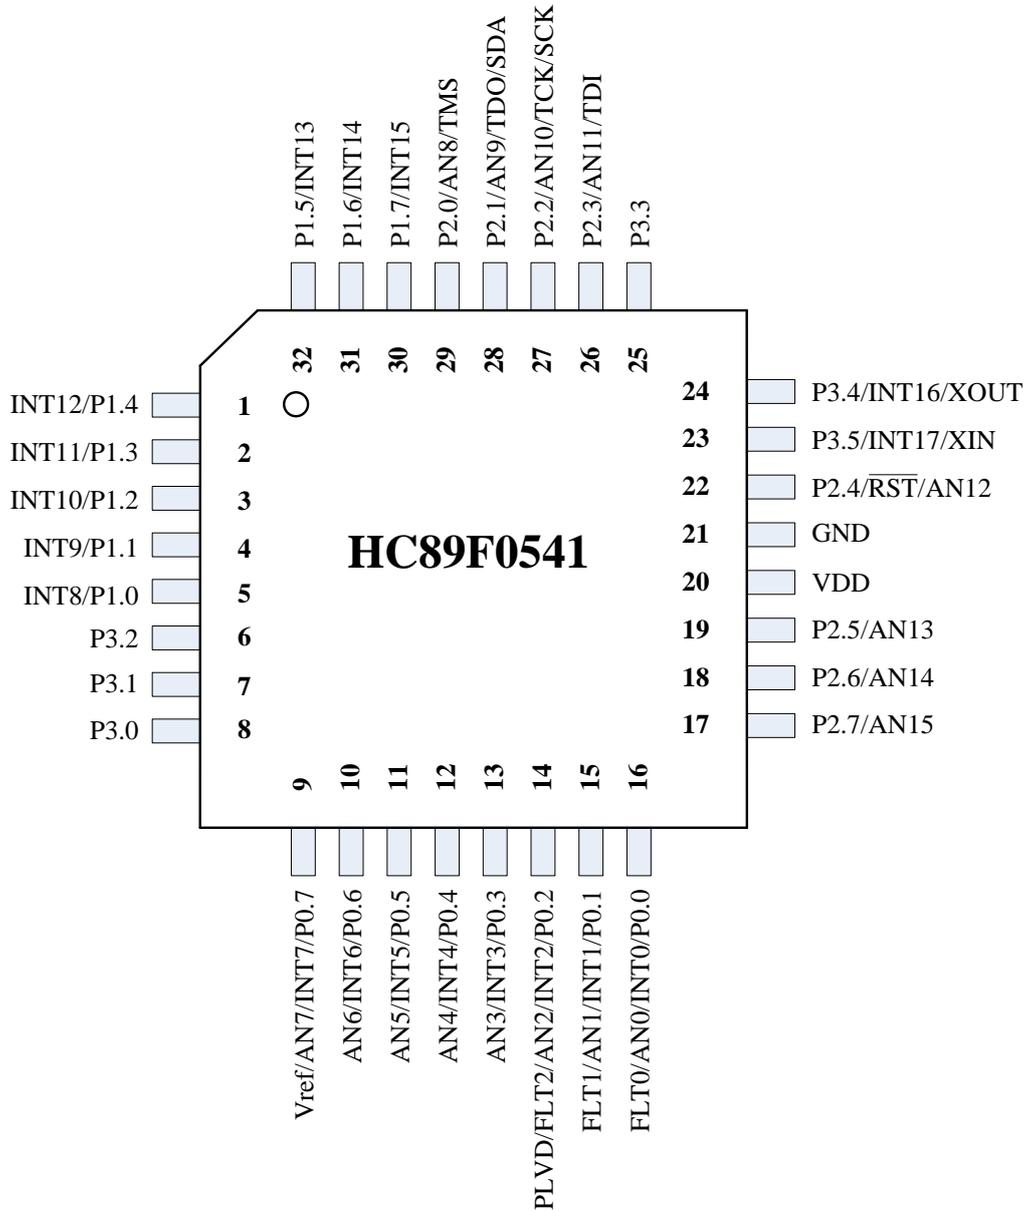 P1.5/INT13
P1.6/INT14
P1.7/INT15
P2.0/AN8/TMS
P2.1/AN9/TDO/SDA
P2.2/AN10/TCK/SCK
P2.3/AN11/TDI
P3.3
32
31
30
29
28
27
26
25
INT12/P1.4
1
INT11/P1.3
2
INT10/P1.2
3
INT9/P1.1
4
INT8/P1.0
5
P3.2
6
P3.1
7
P3.0
8
HC89F0541
24
P3.4/INT16/XOUT
23
P3.5/INT17/XIN
22
P2.4/R̅S̅T̅/AN12
21
GND
20
VDD
19
P2.5/AN13
18
P2.6/AN14
17
P2.7/AN15
9
10
11
12
13
14
15
16
Vref/AN7/INT7/P0.7
AN6/INT6/P0.6
AN5/INT5/P0.5
AN4/INT4/P0.4
AN3/INT3/P0.3
PLVD/FLT2/AN2/INT2/P0.2
FLT1/AN1/INT1/P0.1
FLT0/AN0/INT0/P0.0